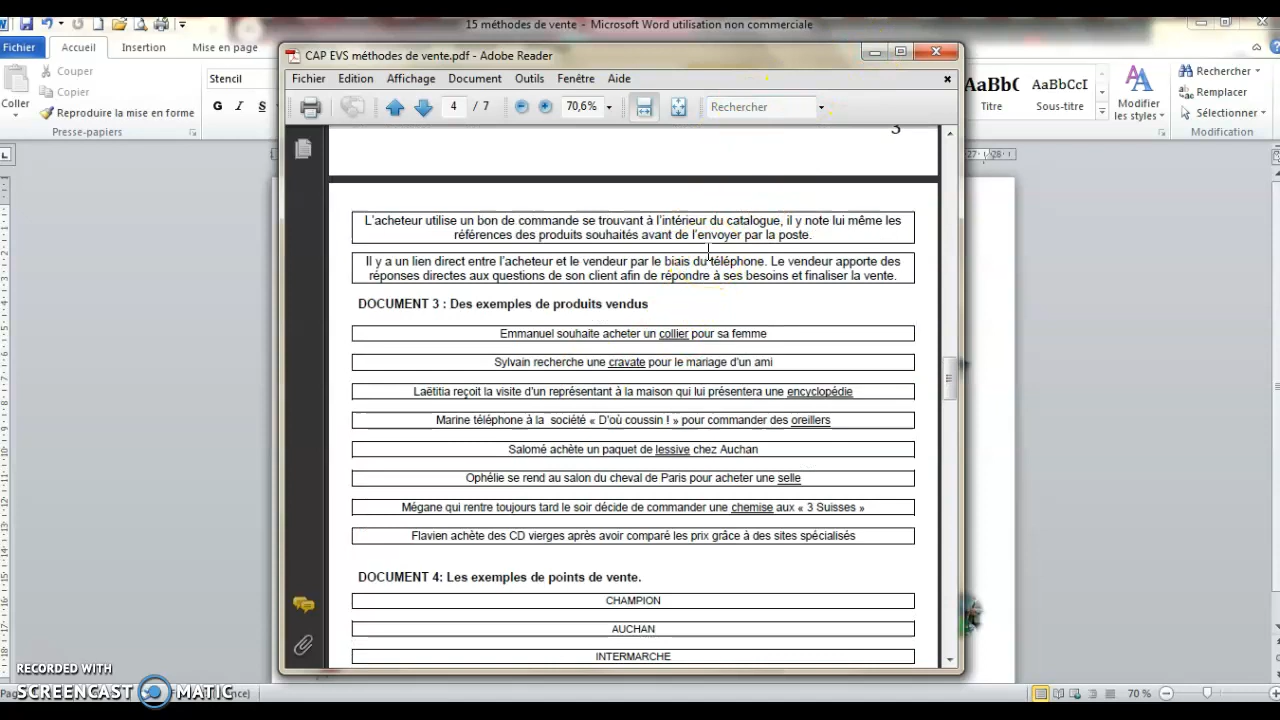 15 méthodes de vente - Microsoft Word utilisation non commerciale
Fichier Accueil Insertion Mise en page
CAP EVS méthodes de vente.pdf - Adobe Reader
Fichier Edition Affichage Document Outils Fenêtre Aide
Couper
Copier
Reproduire la mise en forme
Coller
Presse-papiers
Stencil
G I
4 / 7 70,6% Rechercher
AaBb( AaBbCcI
Titre Sous-titre
Modifier
les styles
Rechercher
Remplacer
Sélectionner
Modification
27 28
3
L'acheteur utilise un bon de commande se trouvant à l'intérieur du catalogue, il y note lui même les
références des produits souhaités avant de l'envoyer par la poste.
Il y a un lien direct entre l'acheteur et le vendeur par le biais du téléphone. Le vendeur apporte des
réponses directes aux questions de son client afin de répondre à ses besoins et finaliser la vente.
DOCUMENT 3 : Des exemples de produits vendus
Emmanuel souhaite acheter un collier pour sa femme
Sylvain recherche une cravate pour le mariage d'un ami
Laëtitia reçoit la visite d'un représentant à la maison qui lui présentera une encyclopédie
Marine téléphone à la société « D'où coussin ! » pour commander des oreillers
Salomé achète un paquet de lessive chez Auchan
Ophélie se rend au salon du cheval de Paris pour acheter une selle
Mégane qui rentre toujours tard le soir décide de commander une chemise aux « 3 Suisses »
Flavien achète des CD vierges après avoir comparé les prix grâce à des sites spécialisés
DOCUMENT 4: Les exemples de points de vente.
CHAMPION
AUCHAN
INTERMARCHE
RECORDED WITH
SCREENCAST MATIC
70 %